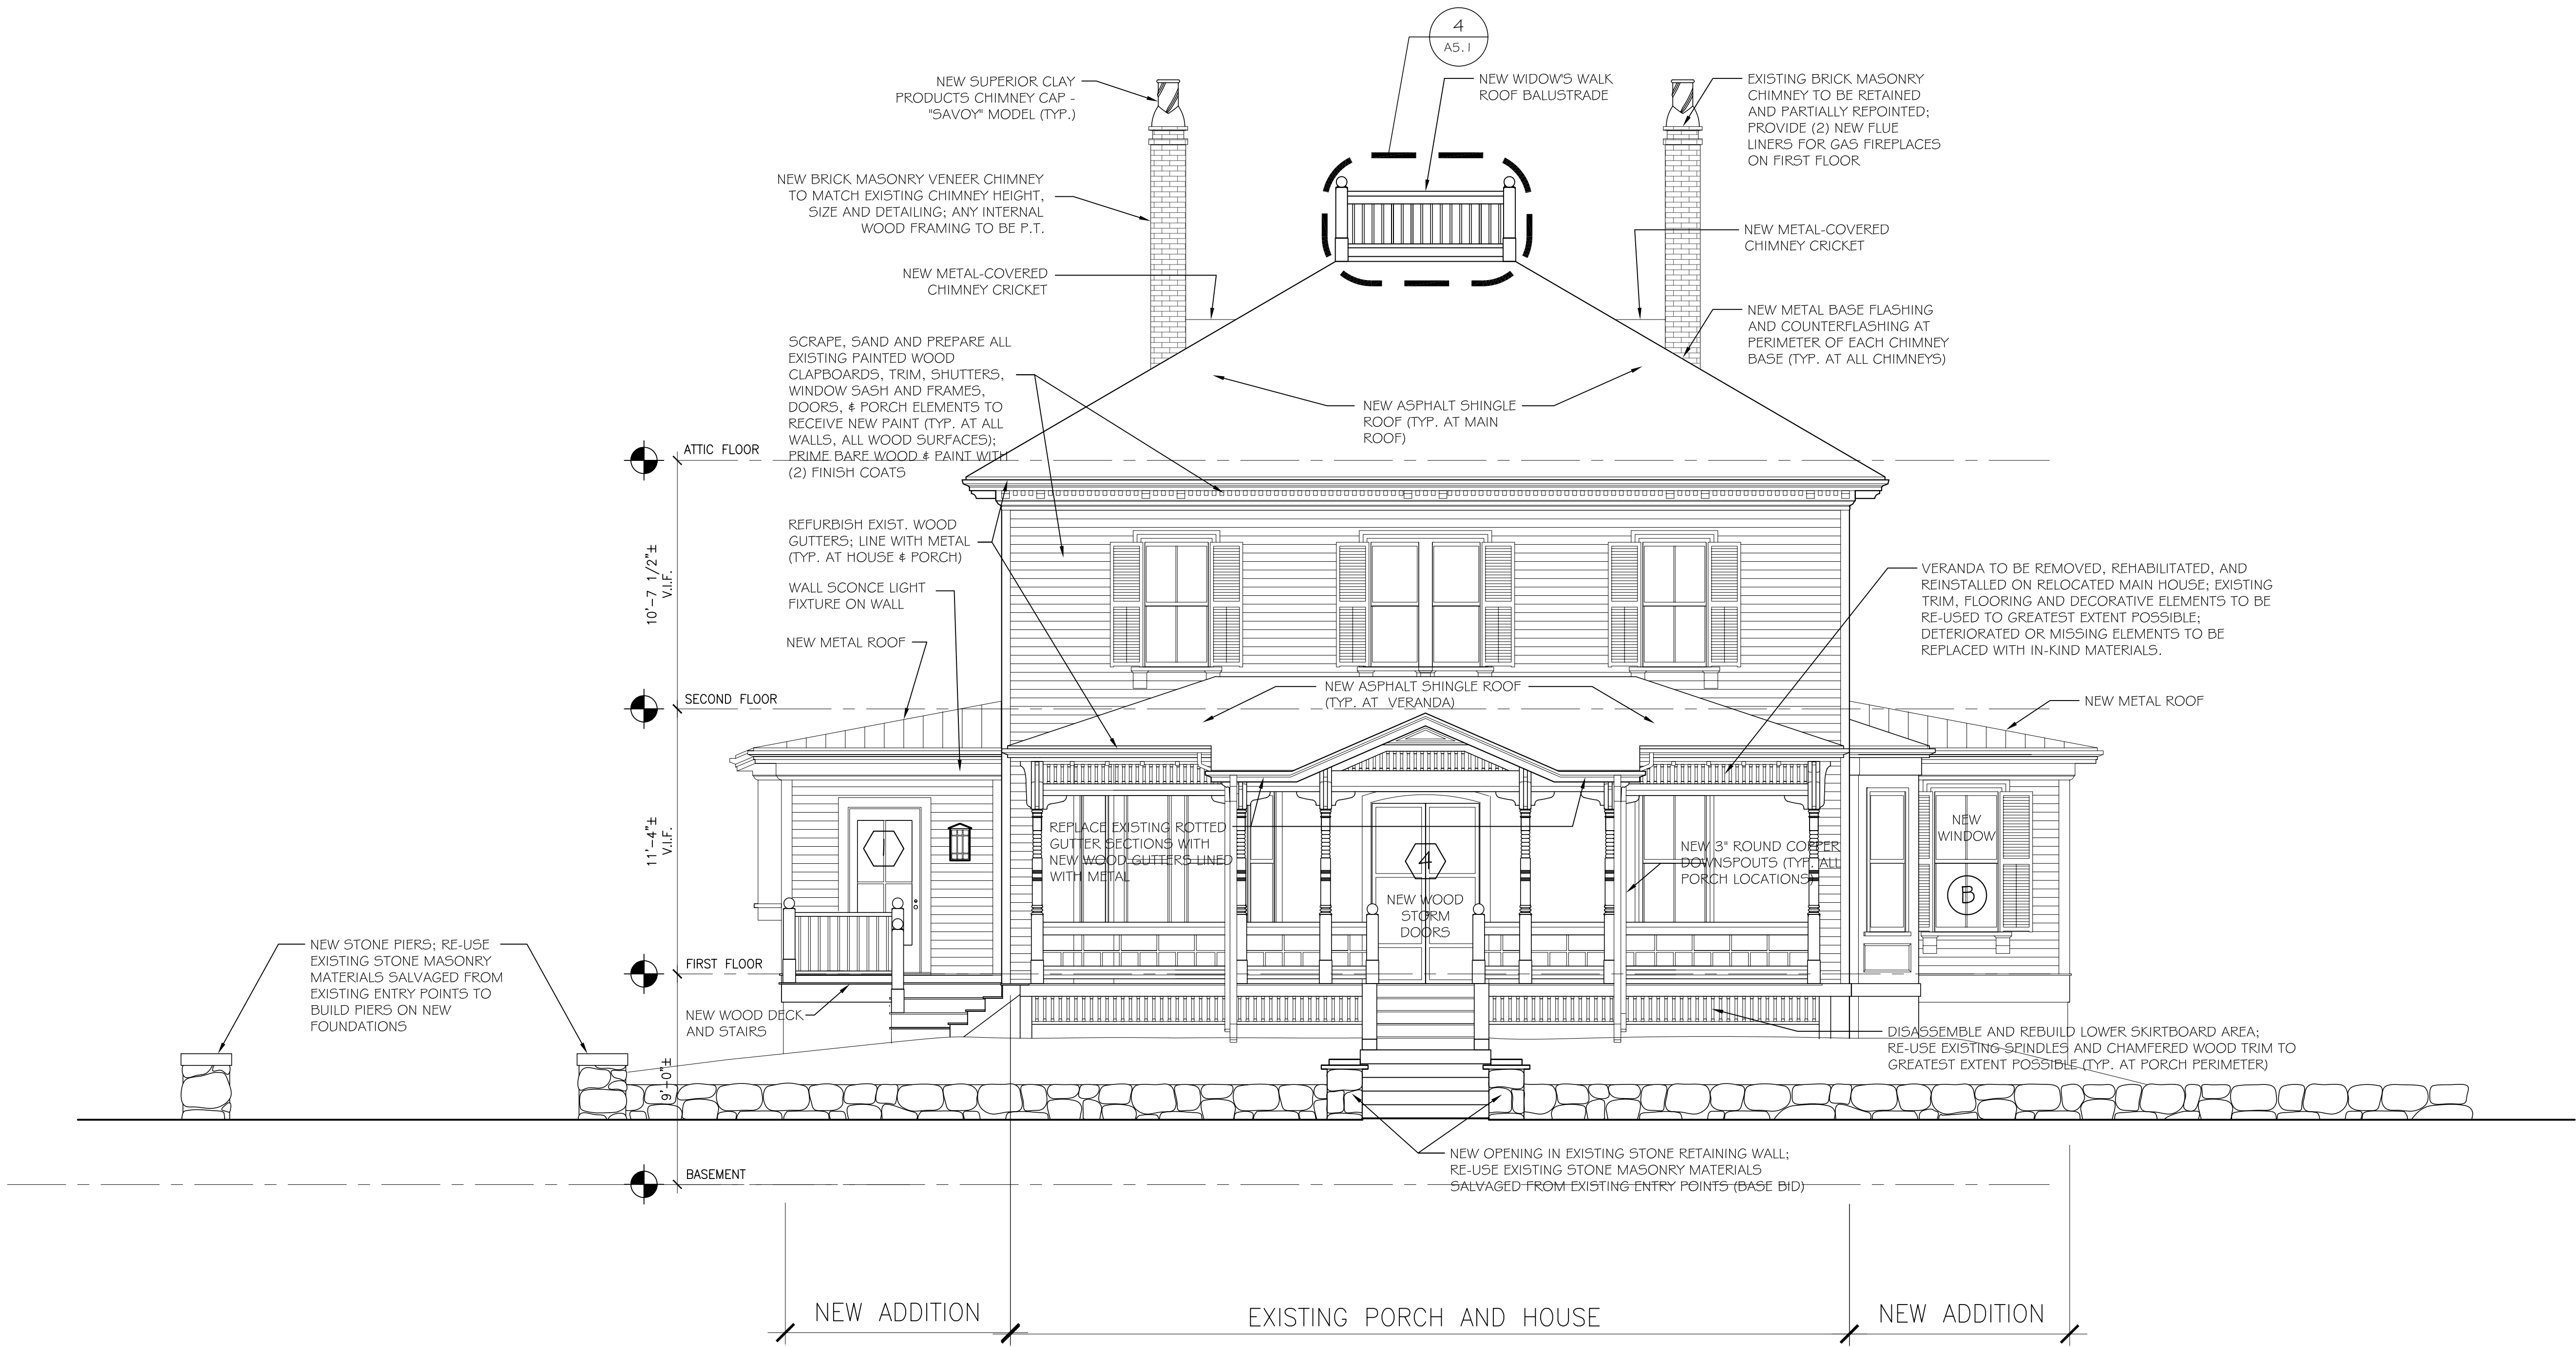 4
A5.1
NEW SUPERIOR CLAY
PRODUCTS CHIMNEY CAP -
"SAVOY" MODEL (TYP.)
NEW WIDOW'S WALK
ROOF BALUSTRADE
EXISTING BRICK MASONRY
CHIMNEY TO BE RETAINED
AND PARTIALLY REPOINTED;
PROVIDE (2) NEW FLUE
LINERS FOR GAS FIREPLACES
ON FIRST FLOOR
NEW BRICK MASONRY VENEER CHIMNEY
TO MATCH EXISTING CHIMNEY HEIGHT,
SIZE AND DETAILING; ANY INTERNAL
WOOD FRAMING TO BE P.T.
NEW METAL-COVERED
CHIMNEY CRICKET
NEW METAL-COVERED
CHIMNEY CRICKET
NEW METAL BASE FLASHING
AND COUNTERFLASHING AT
PERIMETER OF EACH CHIMNEY
BASE (TYP. AT ALL CHIMNEYS)
SCRAPE, SAND AND PREPARE ALL
EXISTING PAINTED WOOD
CLAPBOARDS, TRIM, SHUTTERS,
WINDOW SASH AND FRAMES,
DOORS, & PORCH ELEMENTS TO
RECEIVE NEW PAINT (TYP. AT ALL
WALLS, ALL WOOD SURFACES);
PRIME BARE WOOD & PAINT WITH
(2) FINISH COATS
NEW ASPHALT SHINGLE
ROOF (TYP. AT MAIN
ROOF)
ATTIC FLOOR
10'-7 1/2"±
V.I.F.
REFURBISH EXIST. WOOD
GUTTERS; LINE WITH METAL
(TYP. AT HOUSE & PORCH)
WALL SCONCE LIGHT
FIXTURE ON WALL
NEW METAL ROOF
VERANDA TO BE REMOVED, REHABILITATED, AND
REINSTALLED ON RELOCATED MAIN HOUSE; EXISTING
TRIM, FLOORING AND DECORATIVE ELEMENTS TO BE
RE-USED TO GREATEST EXTENT POSSIBLE;
DETERIORATED OR MISSING ELEMENTS TO BE
REPLACED WITH IN-KIND MATERIALS.
NEW ASPHALT SHINGLE ROOF
(TYP. AT VERANDA)
SECOND FLOOR
NEW METAL ROOF
11'-4"±
V.I.F.
1
REPLACE EXISTING ROTTED
GUTTER SECTIONS WITH
NEW WOOD GUTTERS LINED
WITH METAL
4
NEW WOOD
STORM
DOORS
NEW 3" ROUND COPPER
DOWNSPOUTS (TYP. ALL
PORCH LOCATIONS)
NEW
WINDOW
B
NEW STONE PIERS; RE-USE
EXISTING STONE MASONRY
MATERIALS SALVAGED FROM
EXISTING ENTRY POINTS TO
BUILD PIERS ON NEW
FOUNDATIONS
FIRST FLOOR
NEW WOOD DECK
AND STAIRS
DISASSEMBLE AND REBUILD LOWER SKIRTBOARD AREA;
RE-USE EXISTING SPINDLES AND CHAMFERED WOOD TRIM TO
GREATEST EXTENT POSSIBLE (TYP. AT PORCH PERIMETER)
9'-0"±
NEW OPENING IN EXISTING STONE RETAINING WALL;
RE-USE EXISTING STONE MASONRY MATERIALS
SALVAGED FROM EXISTING ENTRY POINTS (BASE BID)
BASEMENT
NEW ADDITION
EXISTING PORCH AND HOUSE
NEW ADDITION